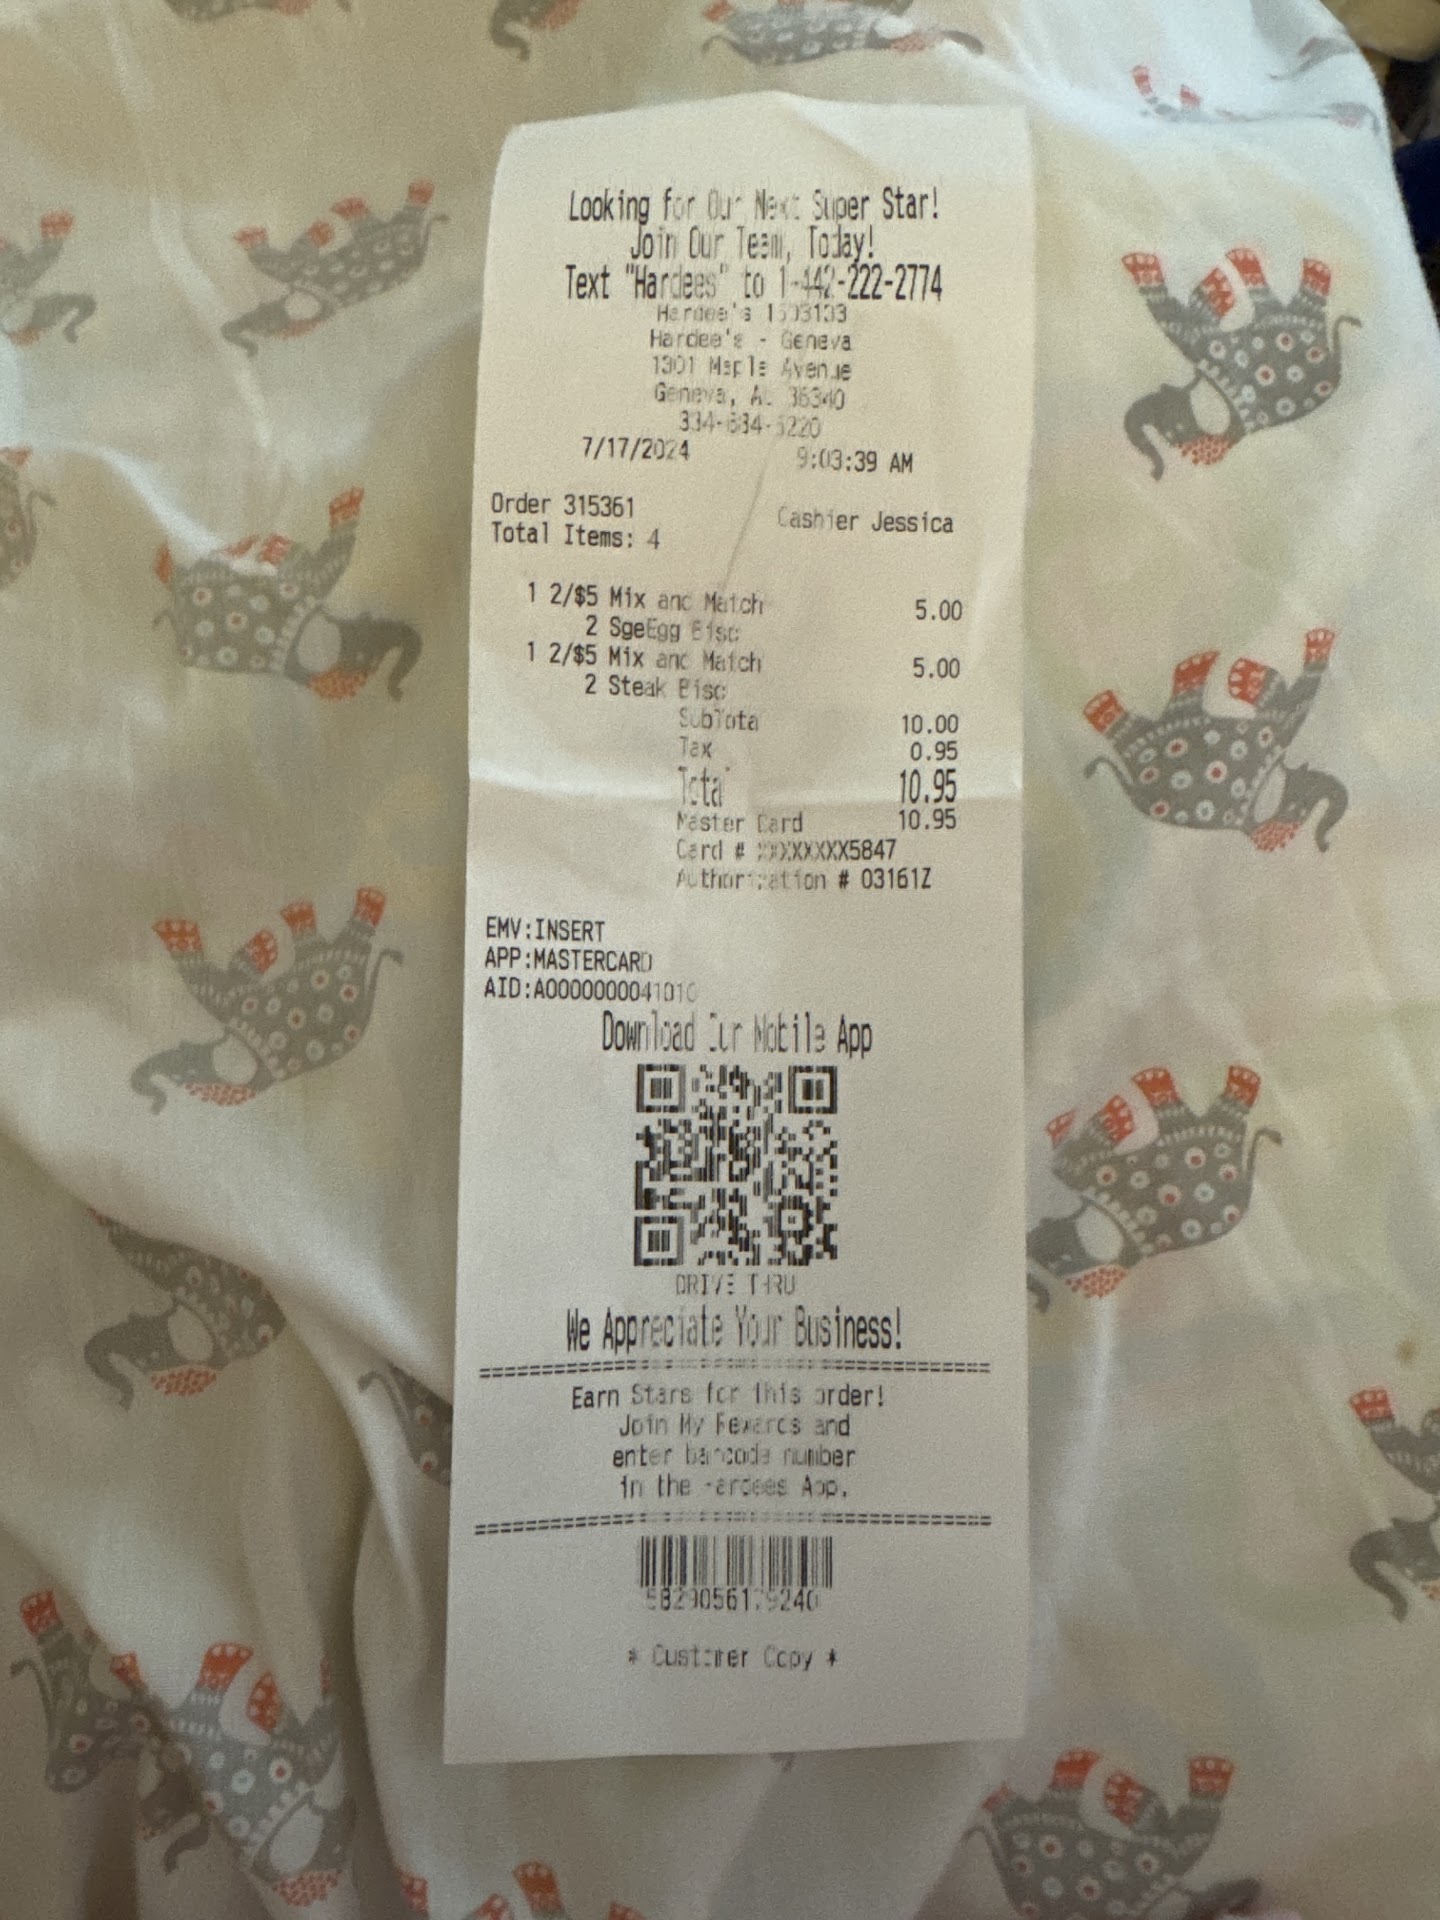 Looking for Our Next Super Star!
Join Our Team, Today!
Text "Hardees" to 1-442-222-2774
Hardee's
Hardee's - Geneva
1301 Maple Avenue
Geneva, AL 36340
7/17/2024 9:03:39 AM
Order 315361 Cashier Jessica
Total Items: 4
1 2/$5 Mix and Match 5.00
2 SgeEgg Bisc
1 2/$5 Mix and Match 5.00
2 Steak Bisc
SubTotal 10.00
Tax 0.95
Total 10.95
Master Card 10.95
Card # XXXXXXXX5847
Authorization # 03161Z
EMV:INSERT
APP:MASTERCARD
AID:A0000000041010
Download Our Mobile App
DRIVE THRU
We Appreciate Your Business!
==========================================
Earn Stars for this order!
Join My Rewards and
enter barcode number
in the Hardees App.
==========================================
* Customer Copy *